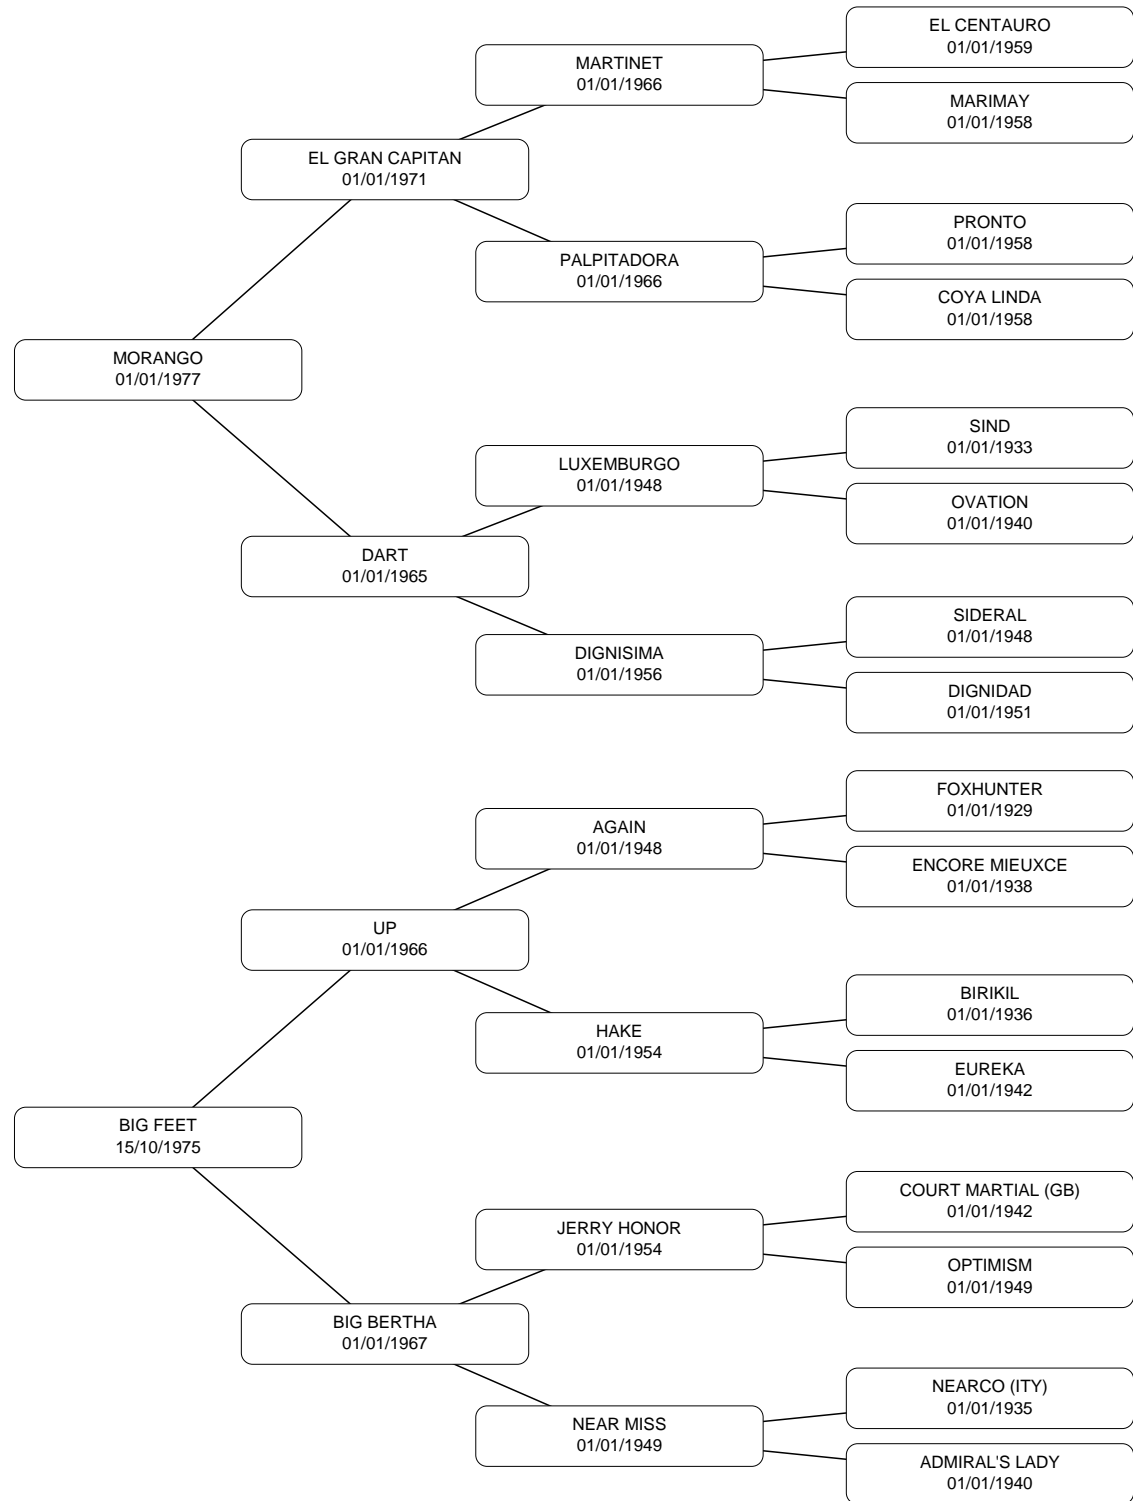 EL CENTAURO
01/01/1959
MARTINET
01/01/1966
MARIMAY
01/01/1958
EL GRAN CAPITAN
01/01/1971
PRONTO
01/01/1958
PALPITADORA
01/01/1966
COYA LINDA
01/01/1958
MORANGO
01/01/1977
SIND
01/01/1933
LUXEMBURGO
01/01/1948
OVATION
01/01/1940
DART
01/01/1965
SIDERAL
01/01/1948
DIGNISIMA
01/01/1956
DIGNIDAD
01/01/1951
FOXHUNTER
01/01/1929
AGAIN
01/01/1948
ENCORE MIEUXCE
01/01/1938
UP
01/01/1966
BIRIKIL
01/01/1936
HAKE
01/01/1954
EUREKA
01/01/1942
BIG FEET
15/10/1975
COURT MARTIAL (GB)
01/01/1942
JERRY HONOR
01/01/1954
OPTIMISM
01/01/1949
BIG BERTHA
01/01/1967
NEARCO (ITY)
01/01/1935
NEAR MISS
01/01/1949
ADMIRAL'S LADY
01/01/1940